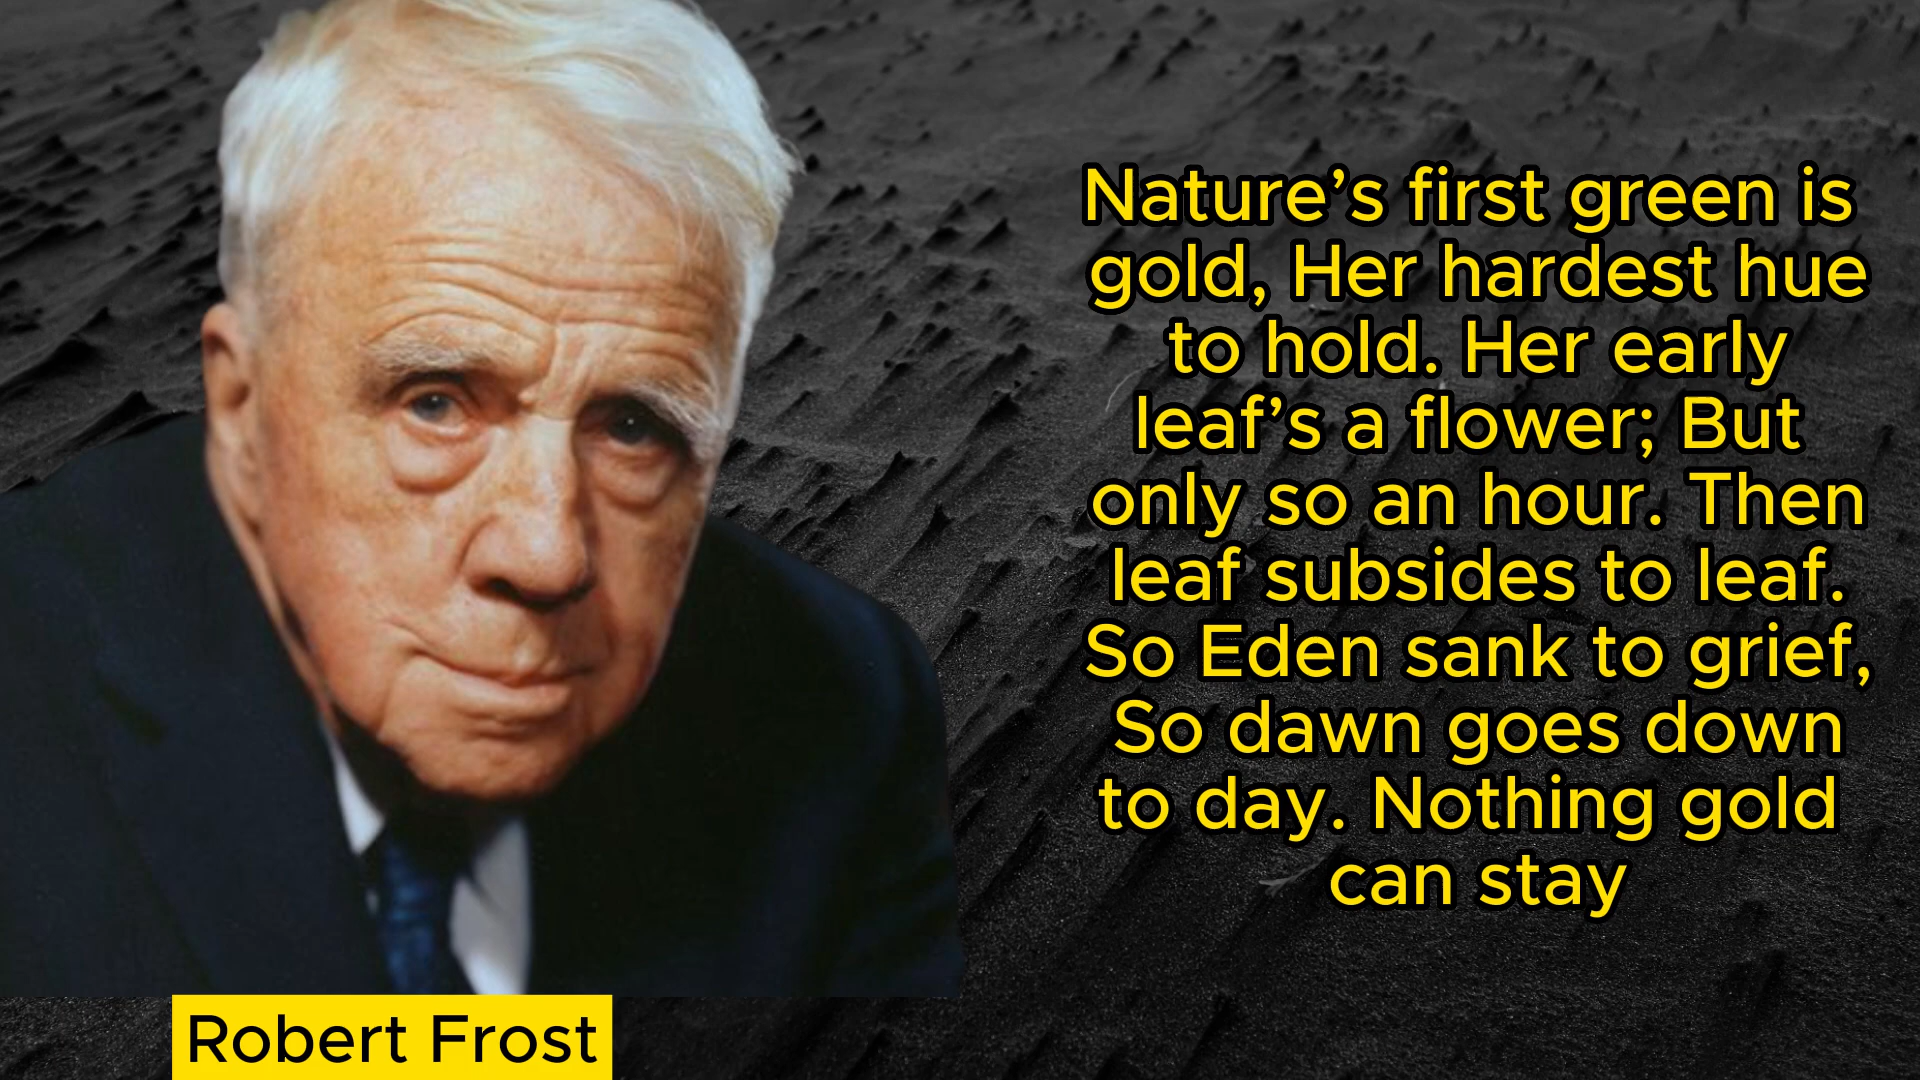 Nature’s first green is
gold, Her hardest hue
to hold. Her early
leaf’s a flower; But
only so an hour. Then
leaf subsides to leaf.
So Eden sank to grief,
So dawn goes down
to day. Nothing gold
can stay
Robert Frost